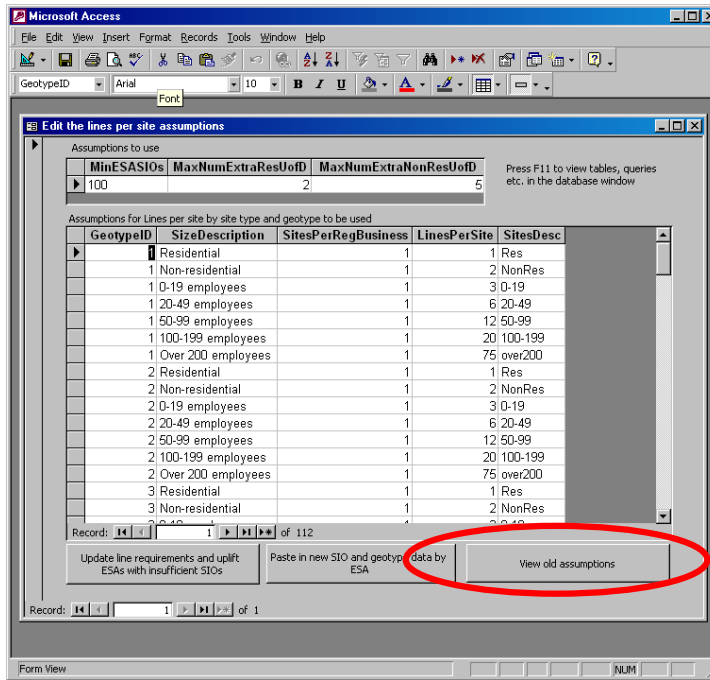 Microsoft Access
File Edit View Insert Format Records Tools Window Help
GeotypeID Arial 10 B I U A
Font
Edit the lines per site assumptions
Assumptions to use
MinESASIOs MaxNumExtraResUofD MaxNumExtraNonResUofD
100 2 5
Press F11 to view tables, queries
etc. in the database window
Assumptions for Lines per site by site type and geotype to be used
GeotypeID SizeDescription SitesPerRegBusiness LinesPerSite SitesDesc
1 Residential 1 1 Res
1 Non-residential 1 2 NonRes
1 0-19 employees 1 3 0-19
1 20-49 employees 1 6 20-49
1 50-99 employees 1 12 50-99
1 100-199 employees 1 20 100-199
1 Over 200 employees 1 75 over200
2 Residential 1 1 Res
2 Non-residential 1 2 NonRes
2 0-19 employees 1 3 0-19
2 20-49 employees 1 6 20-49
2 50-99 employees 1 12 50-99
2 100-199 employees 1 20 100-199
2 Over 200 employees 1 75 over200
3 Residential 1 1 Res
3 Non-residential 1 2 NonRes
Record: 1 of 112
Update line requirements and uplift
ESAs with insufficient SIOs
Paste in new SIO and geotype data by
ESA
View old assumptions
Record: 1 of 1
Form View NUM